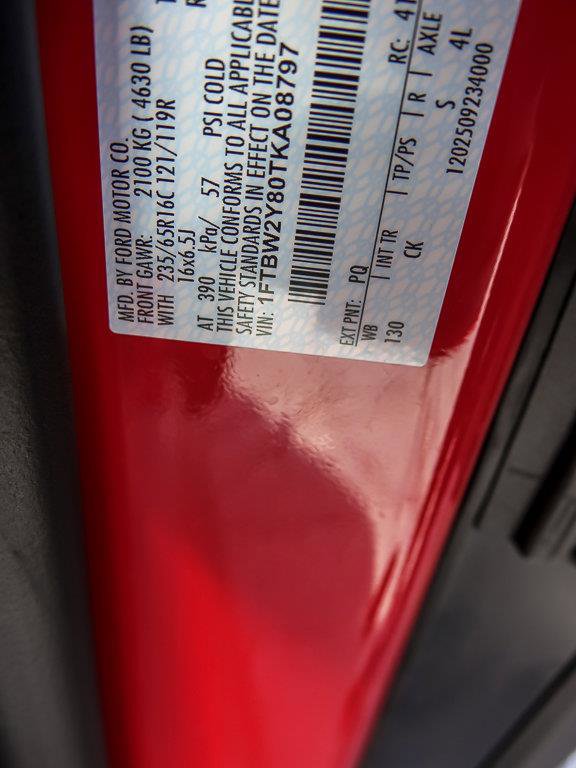 MFD. BY FORD MOTOR CO.
FRONT GAWR: 2100 KG ( 4630 LB)
WITH 235/65R16C 121/119R
16x6.5J
AT 390 kPa/ 57 PSI COLD
THIS VEHICLE CONFORMS TO ALL APPLICABL
SAFETY STANDARDS IN EFFECT ON THE DATE
VIN: 1FTBW2Y80TKA08797
EXT PNT: PQ RC: 41
WB INT TR TP/PS R AXLE
130 CK S 4L
1202509234000